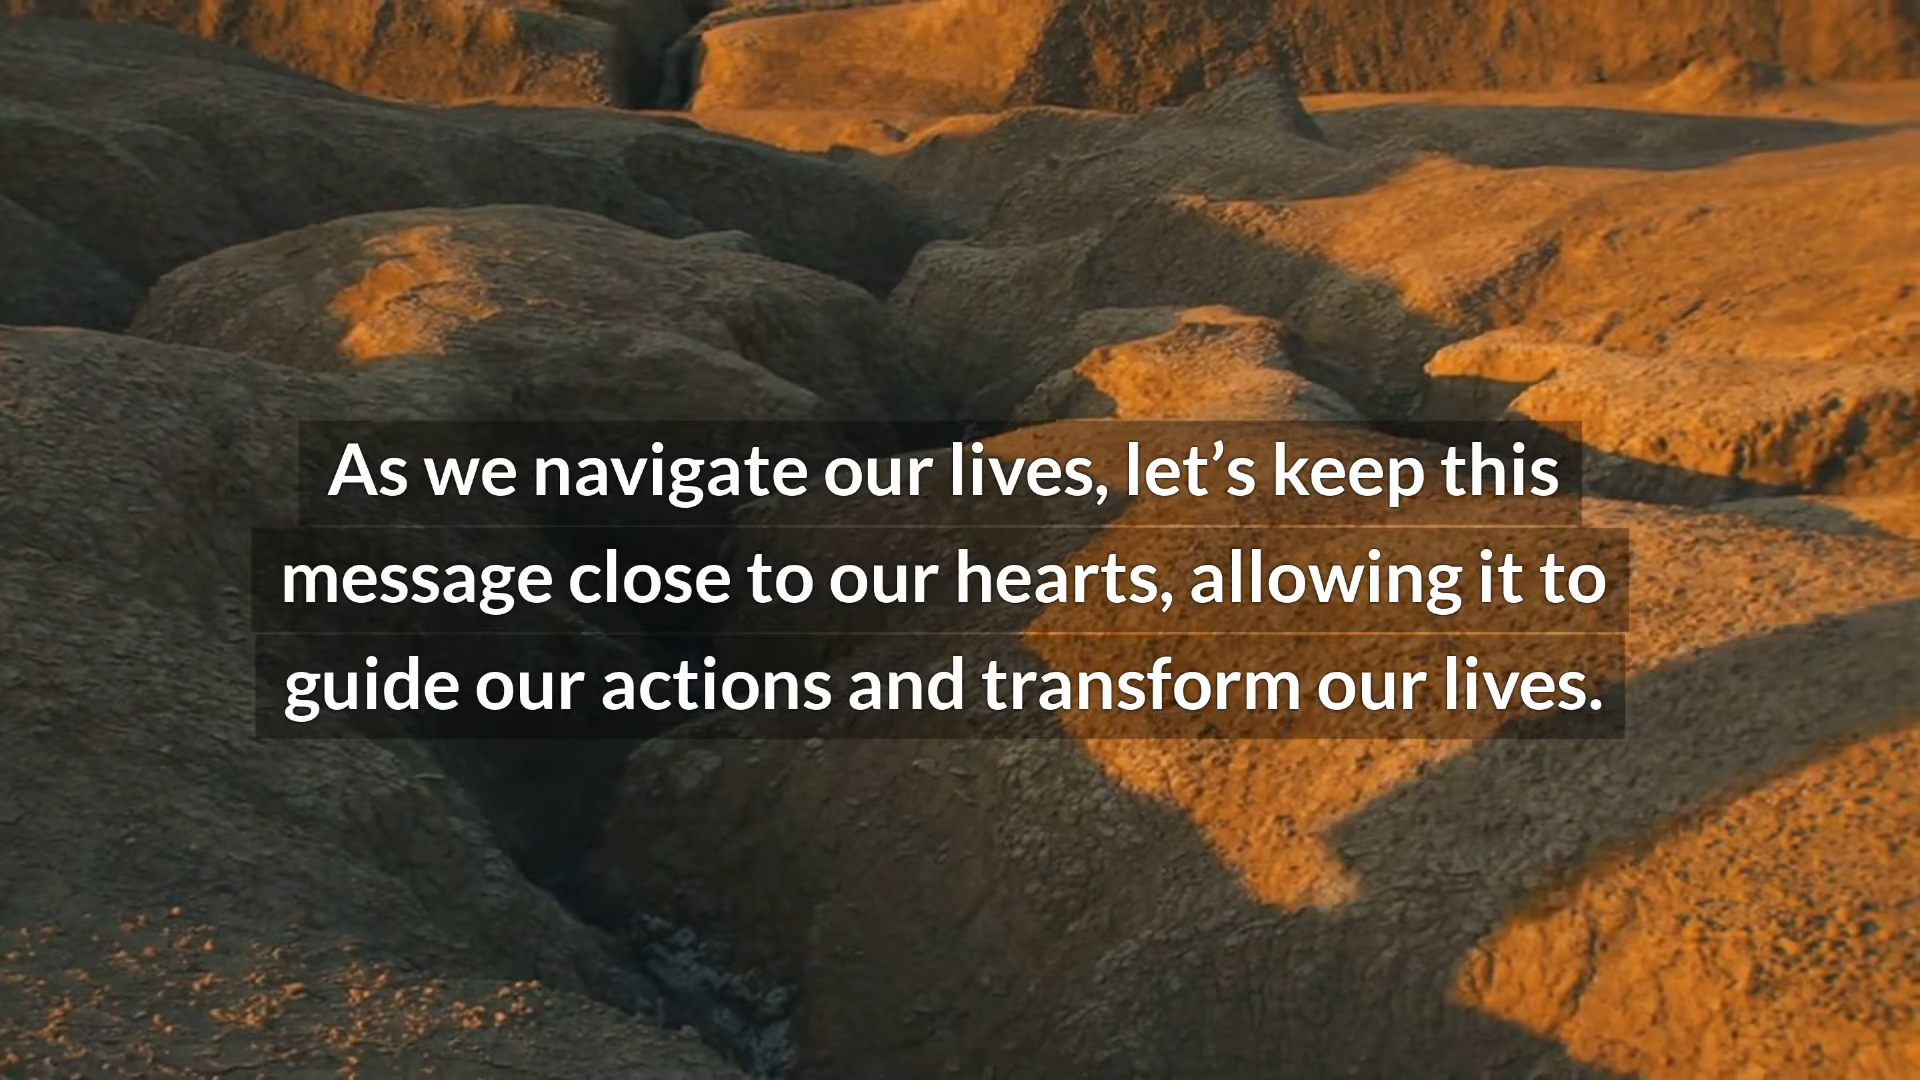 As we navigate our lives, let’s keep this
message close to our hearts, allowing it to
guide our actions and transform our lives.